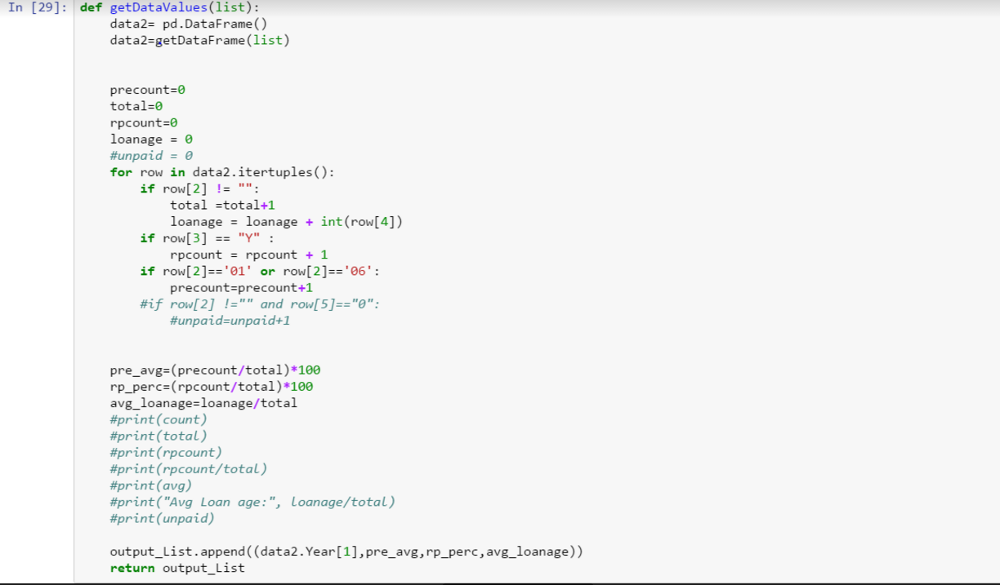 In [29]: def getDataValues(list):
    data2= pd.DataFrame()
    data2=getDataFrame(list)
    precount=0
    total=0
    rpcount=0
    loanage = 0
    #unpaid = 0
    for row in data2.itertuples():
        if row[2] != "":
            total =total+1
            loanage = loanage + int(row[4])
        if row[3] == "Y" :
            rpcount = rpcount + 1
        if row[2]=='01' or row[2]=='06':
            precount=precount+1
        #if row[2] !="" and row[5]=="0":
            #unpaid=unpaid+1
    pre_avg=(precount/total)*100
    rp_perc=(rpcount/total)*100
    avg_loanage=loanage/total
    #print(count)
    #print(total)
    #print(rpcount)
    #print(rpcount/total)
    #print(avg)
    #print("Avg Loan age:", loanage/total)
    #print(unpaid)
    output_List.append((data2.Year[1],pre_avg,rp_perc,avg_loanage))
    return output_List